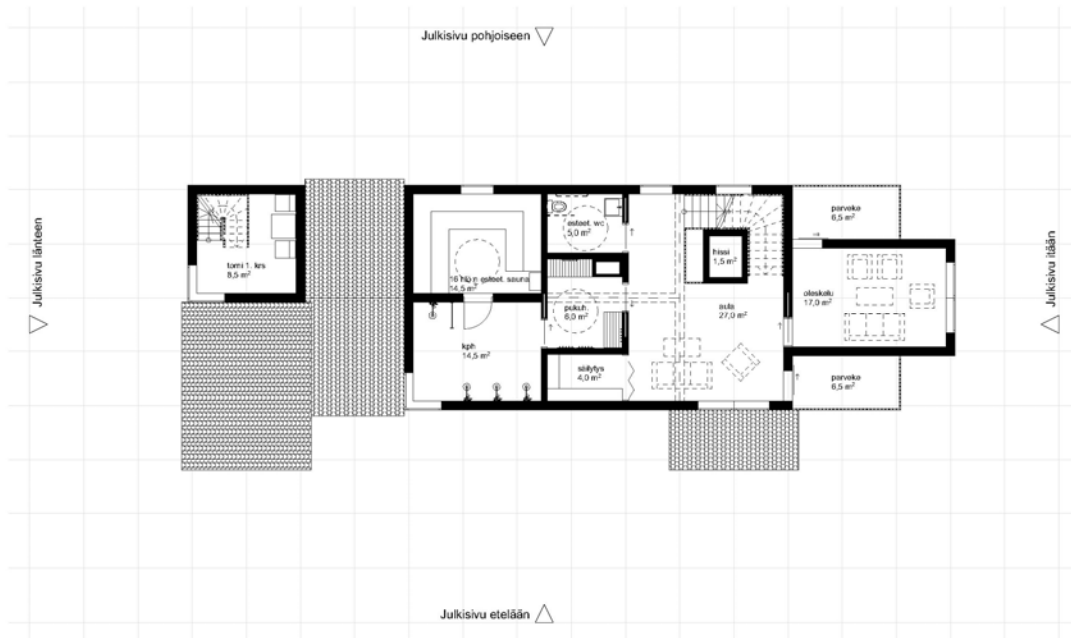 Julkisivu pohjoiseen
Julkisivu länteen
Julkisivu itään
parveke
6,5 m²
esteet. wc
5,0 m²
hissi
1,5 m²
torni 1. krs
8,5 m²
16 hlö:n esteet. sauna
14,5 m²
oleskelu
17,0 m²
pukuh.
6,0 m²
aula
27,0 m²
kph
14,5 m²
säilytys
4,0 m²
parveke
6,5 m²
Julkisivu etelään